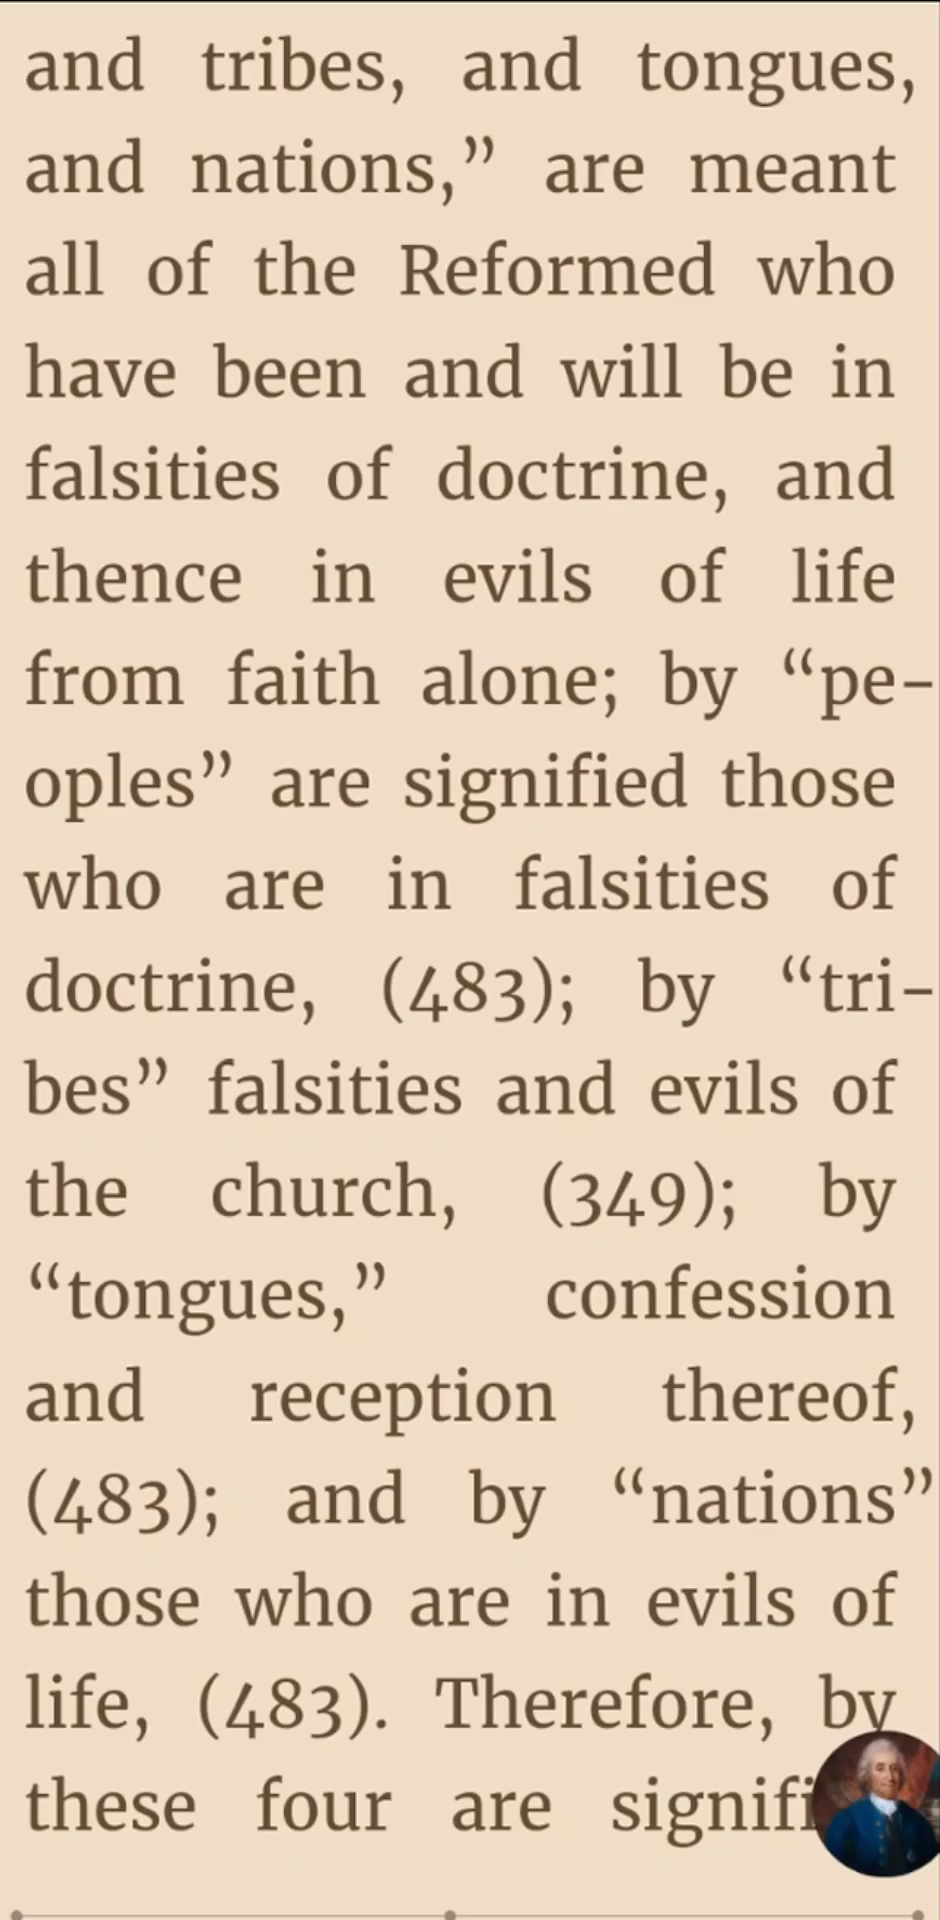 and tribes, and tongues,
and nations,” are meant
all of the Reformed who
have been and will be in
falsities of doctrine, and
thence in evils of life
from faith alone; by “pe-
oples” are signified those
who are in falsities of
doctrine, (483); by “tri-
bes” falsities and evils of
the church, (349); by
“tongues,” confession
and reception thereof,
(483); and by “nations”
those who are in evils of
life, (483). Therefore, by
these four are